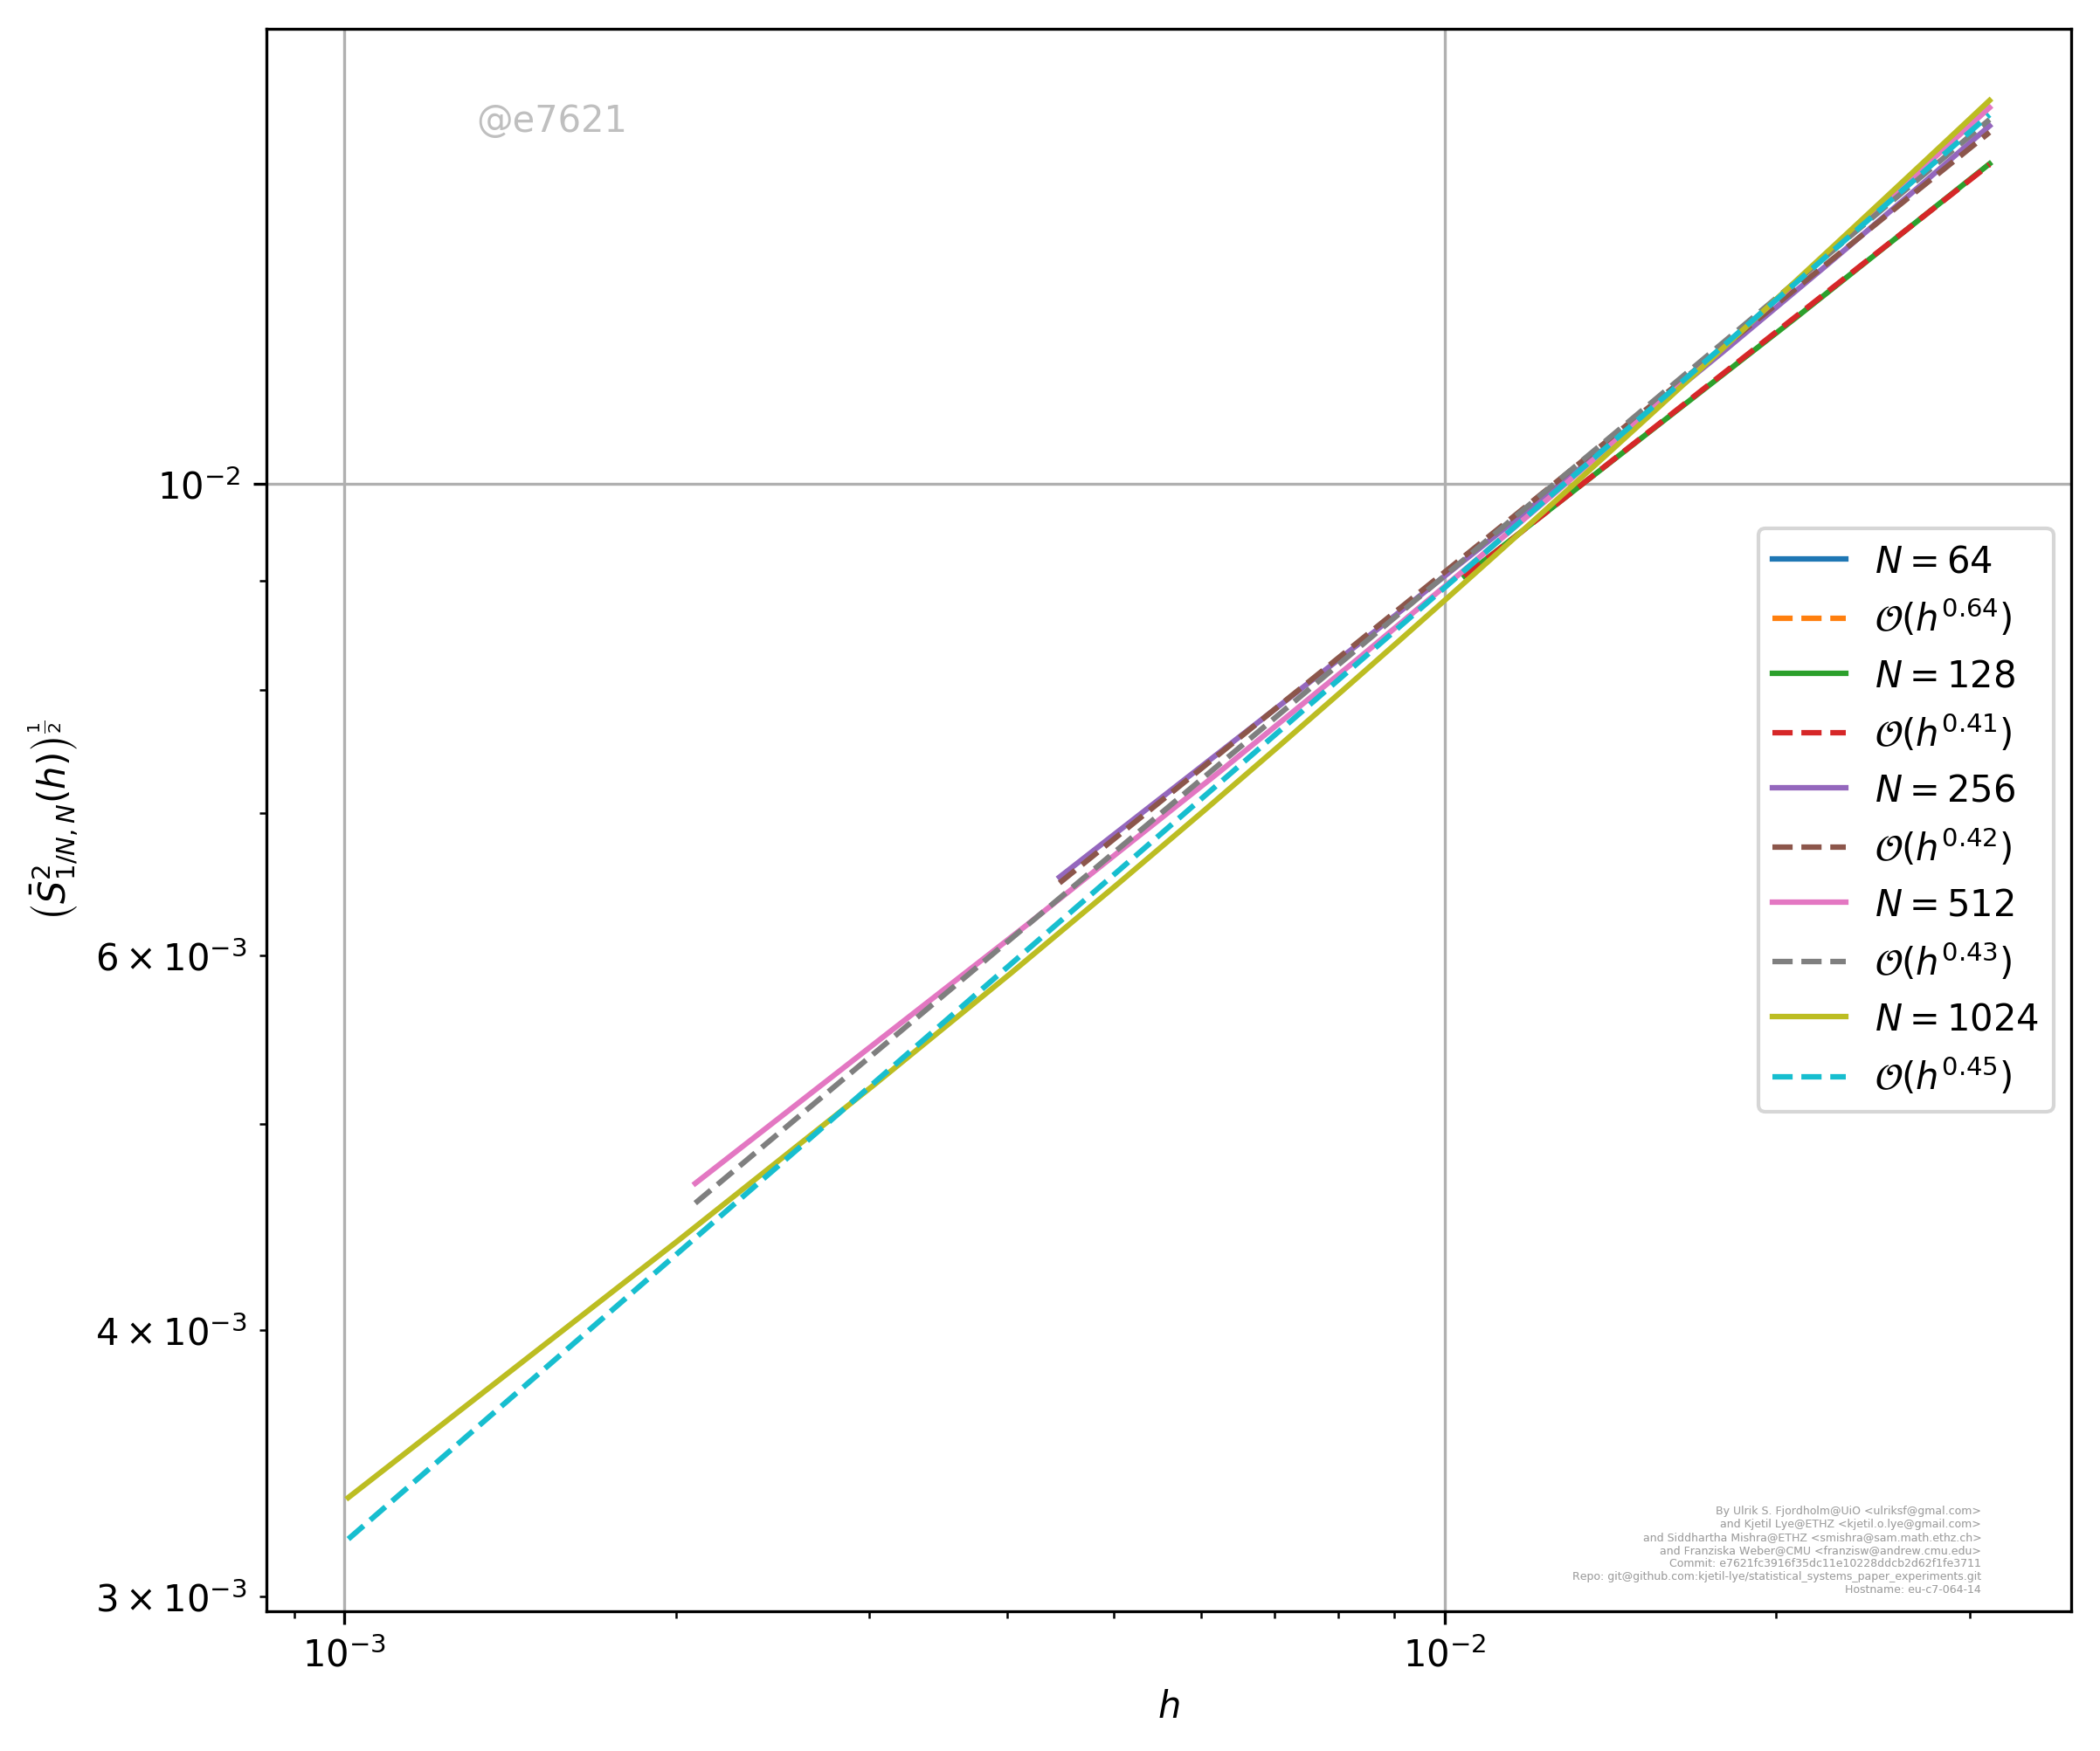 @e7621
10⁻²
6 × 10⁻³
4 × 10⁻³
3 × 10⁻³
(S̄²₁/N, N(h))^½
10⁻³
10⁻²
h
N = 64
𝒪(h^0.64)
N = 128
𝒪(h^0.41)
N = 256
𝒪(h^0.42)
N = 512
𝒪(h^0.43)
N = 1024
𝒪(h^0.45)
By Ulrik S. Fjordholm@UiO <ulriksf@gmal.com>
and Kjetil Lye@ETHZ <kjetil.o.lye@gmail.com>
and Siddhartha Mishra@ETHZ <smishra@sam.math.ethz.ch>
and Franziska Weber@CMU <franzisw@andrew.cmu.edu>
Commit: e7621fc3916f35dc11e10228ddcb2d62f1fe3711
Repo: git@github.com:kjetil-lye/statistical_systems_paper_experiments.git
Hostname: eu-c7-064-14